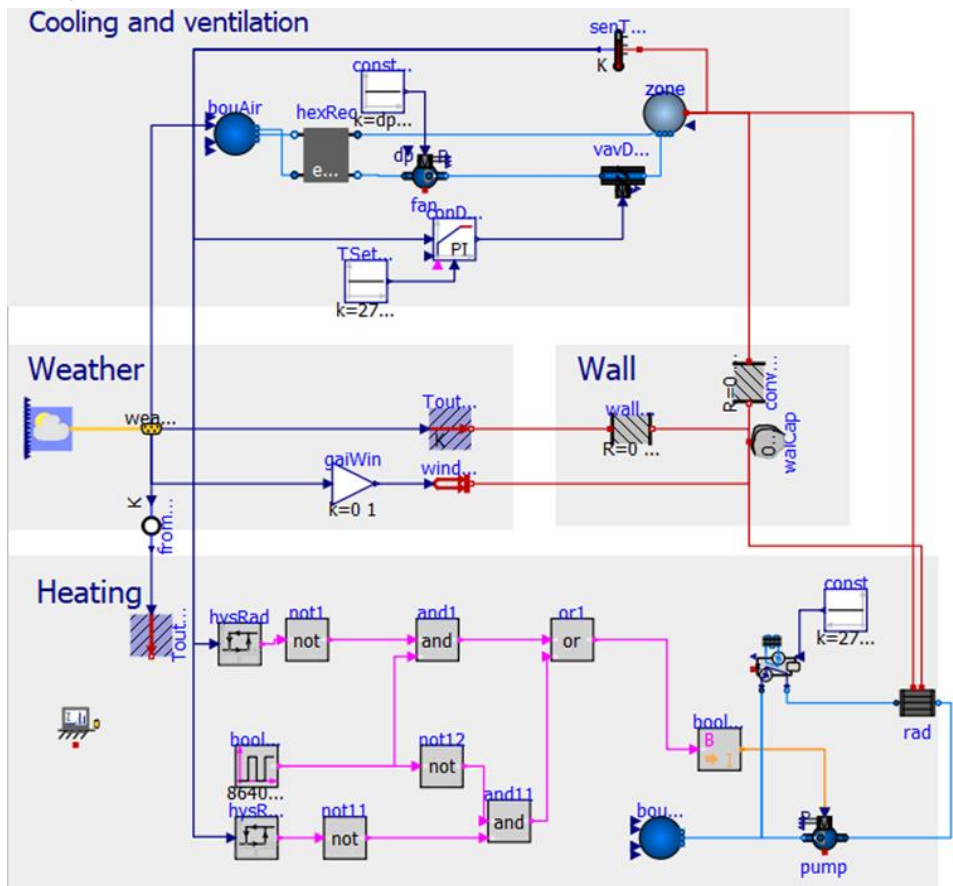 Cooling and ventilation
senT...
K
const...
k=dp...
zone
bouAir
hexRec
e...
dp
P
M
vavD...
M
fan
conD...
PI
TSet...
k=27...
Weather
wea...
Tout...
K
gaiWin
k=0 1
wind...
K
from...
Wall
wall...
R=0 ...
R=0...
conv...
0...
walCap
Heating
Tout...
hysRad
not1
not
and1
and
or1
or
const
k=27...
rad
bool...
8640...
not12
not
and11
and
hysR...
not11
not
bool...
B
I
bou...
P
M
pump